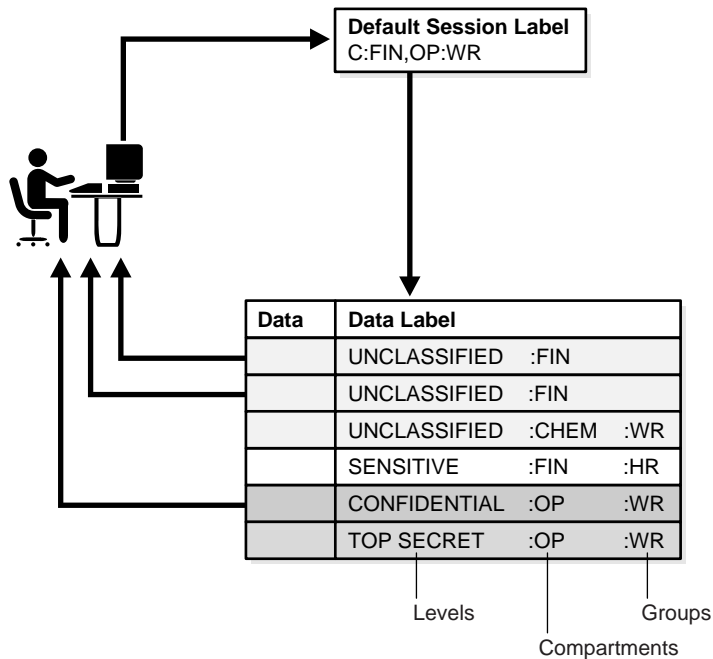 Default Session Label
C:FIN,OP:WR
Data Data Label
UNCLASSIFIED :FIN
UNCLASSIFIED :FIN
UNCLASSIFIED :CHEM :WR
SENSITIVE :FIN :HR
CONFIDENTIAL :OP :WR
TOP SECRET :OP :WR
Levels Groups
Compartments